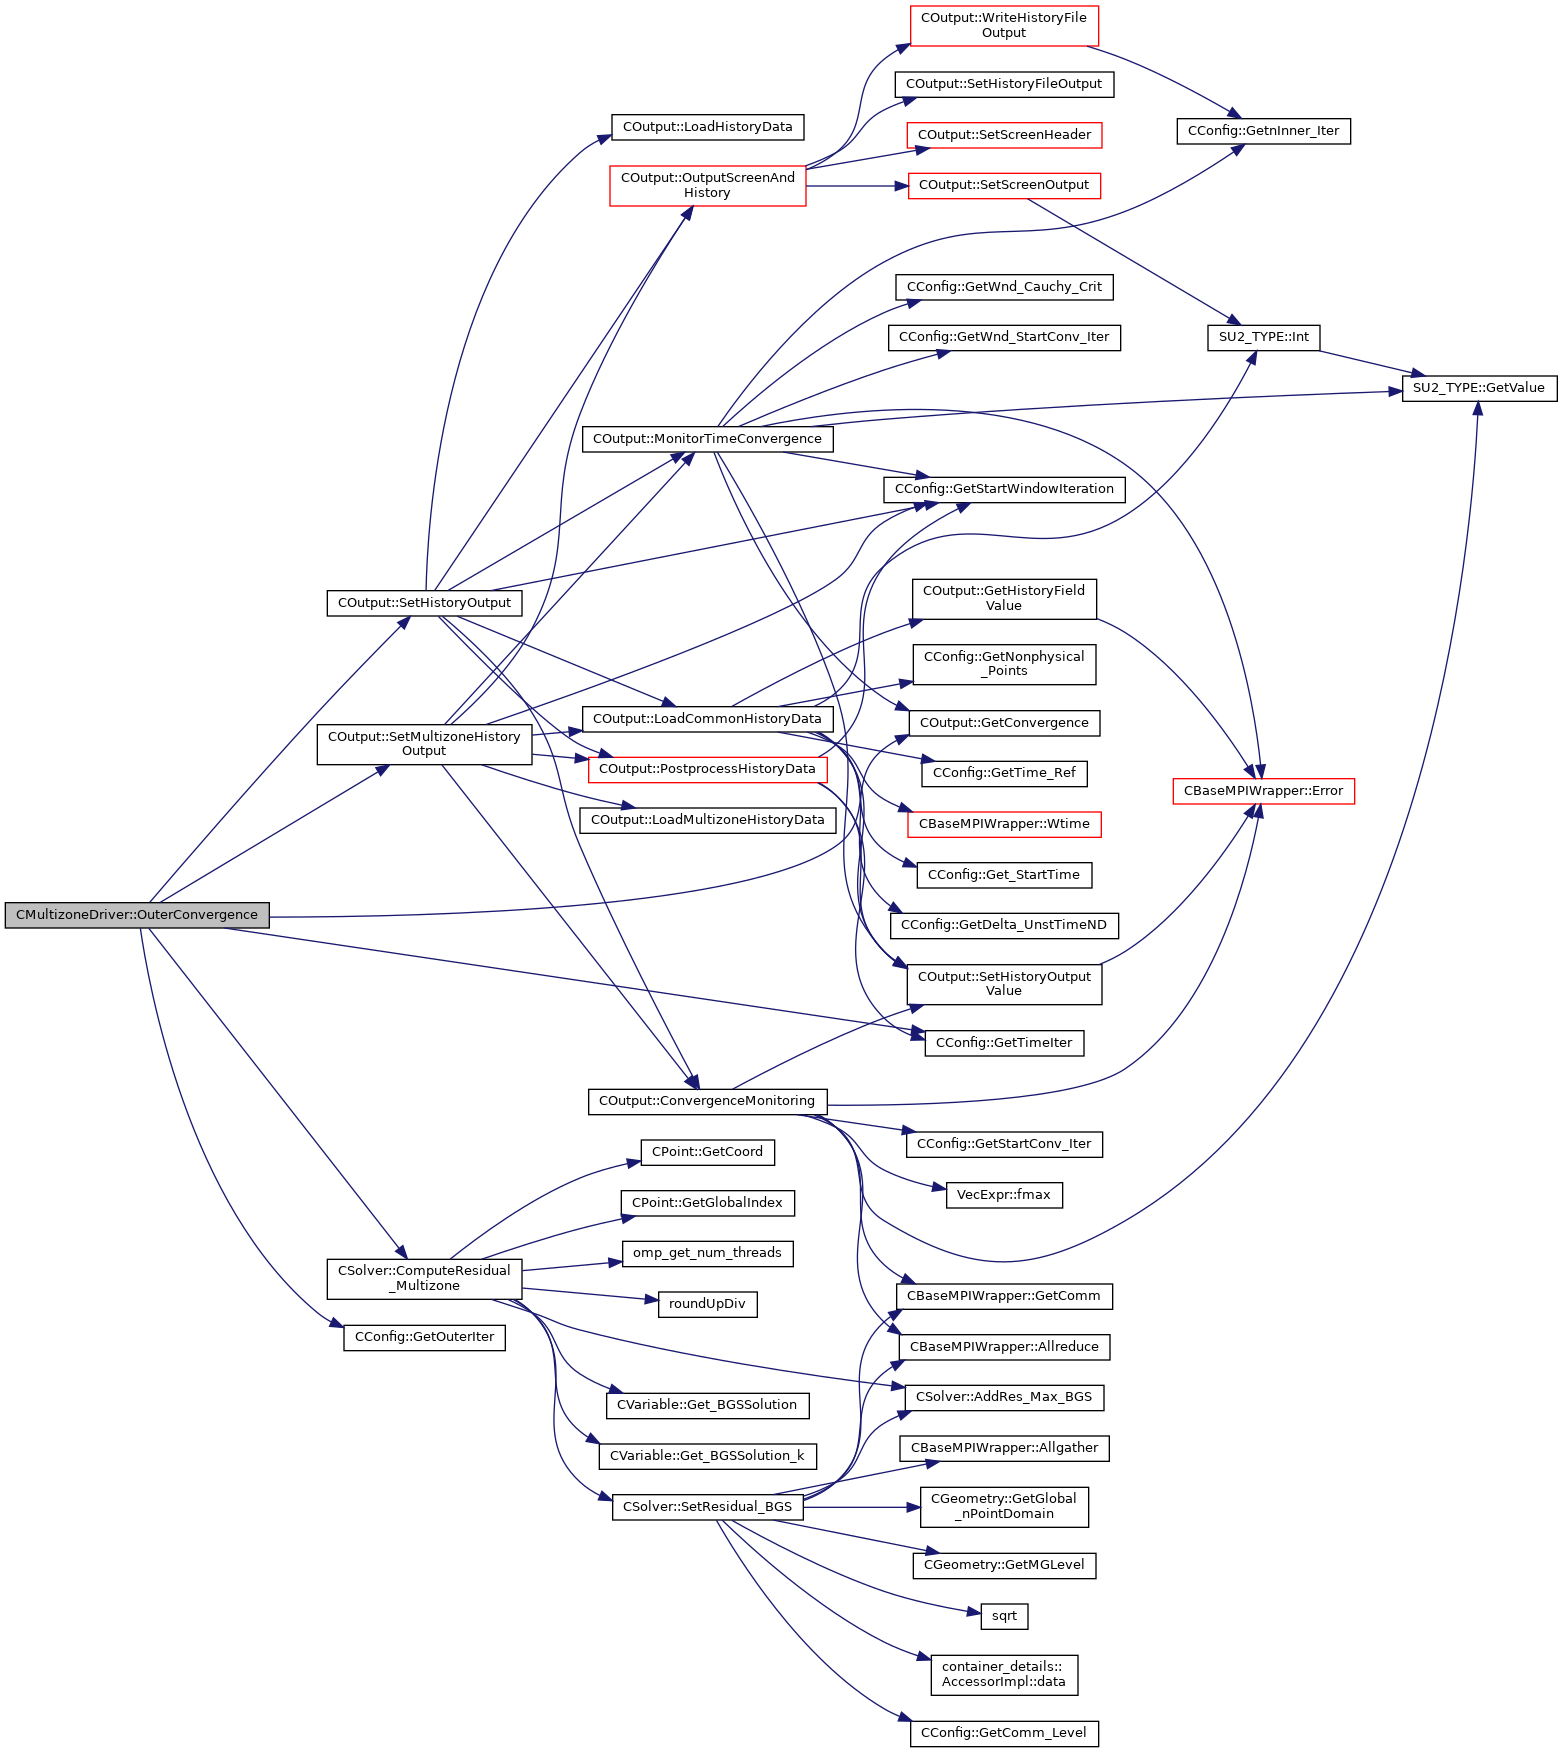 COutput::WriteHistoryFile
Output
COutput::SetHistoryFileOutput
COutput::LoadHistoryData
CConfig::GetnInner_Iter
COutput::SetScreenHeader
COutput::OutputScreenAnd
History
COutput::SetScreenOutput
CConfig::GetWnd_Cauchy_Crit
CConfig::GetWnd_StartConv_Iter
SU2_TYPE::Int
SU2_TYPE::GetValue
COutput::MonitorTimeConvergence
CConfig::GetStartWindowIteration
COutput::SetHistoryOutput
COutput::GetHistoryField
Value
CConfig::GetNonphysical
_Points
COutput::LoadCommonHistoryData
COutput::GetConvergence
COutput::SetMultizoneHistory
Output
COutput::PostprocessHistoryData
CConfig::GetTime_Ref
CBaseMPIWrapper::Error
COutput::LoadMultizoneHistoryData
CBaseMPIWrapper::Wtime
CConfig::Get_StartTime
CMultizoneDriver::OuterConvergence
CConfig::GetDelta_UnstTimeND
COutput::SetHistoryOutput
Value
CConfig::GetTimeIter
COutput::ConvergenceMonitoring
CConfig::GetStartConv_Iter
CPoint::GetCoord
VecExpr::fmax
CPoint::GetGlobalIndex
omp_get_num_threads
CSolver::ComputeResidual
_Multizone
roundUpDiv
CBaseMPIWrapper::GetComm
CConfig::GetOuterIter
CBaseMPIWrapper::Allreduce
CSolver::AddRes_Max_BGS
CVariable::Get_BGSSolution
CBaseMPIWrapper::Allgather
CVariable::Get_BGSSolution_k
CSolver::SetResidual_BGS
CGeometry::GetGlobal
_nPointDomain
CGeometry::GetMGLevel
sqrt
container_details::
AccessorImpl::data
CConfig::GetComm_Level